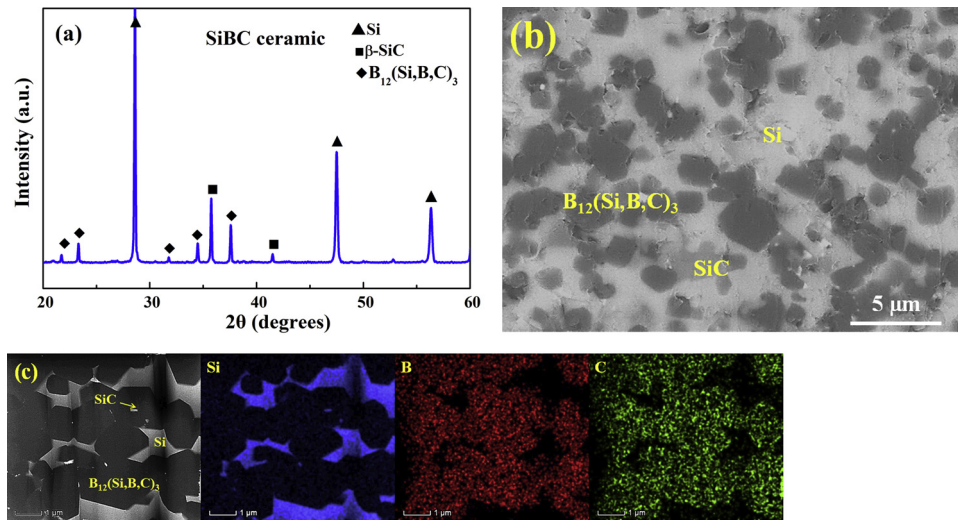 (a)
SiBC ceramic
▲Si
■β-SiC
◆B₁₂(Si,B,C)₃
Intensity (a.u.)
20 30 40 50 60
2θ (degrees)
(b)
Si
B₁₂(Si,B,C)₃
SiC
5 μm
(c)
SiC
Si
B₁₂(Si,B,C)₃
1 μm
Si
1 μm
B
1 μm
C
1 μm